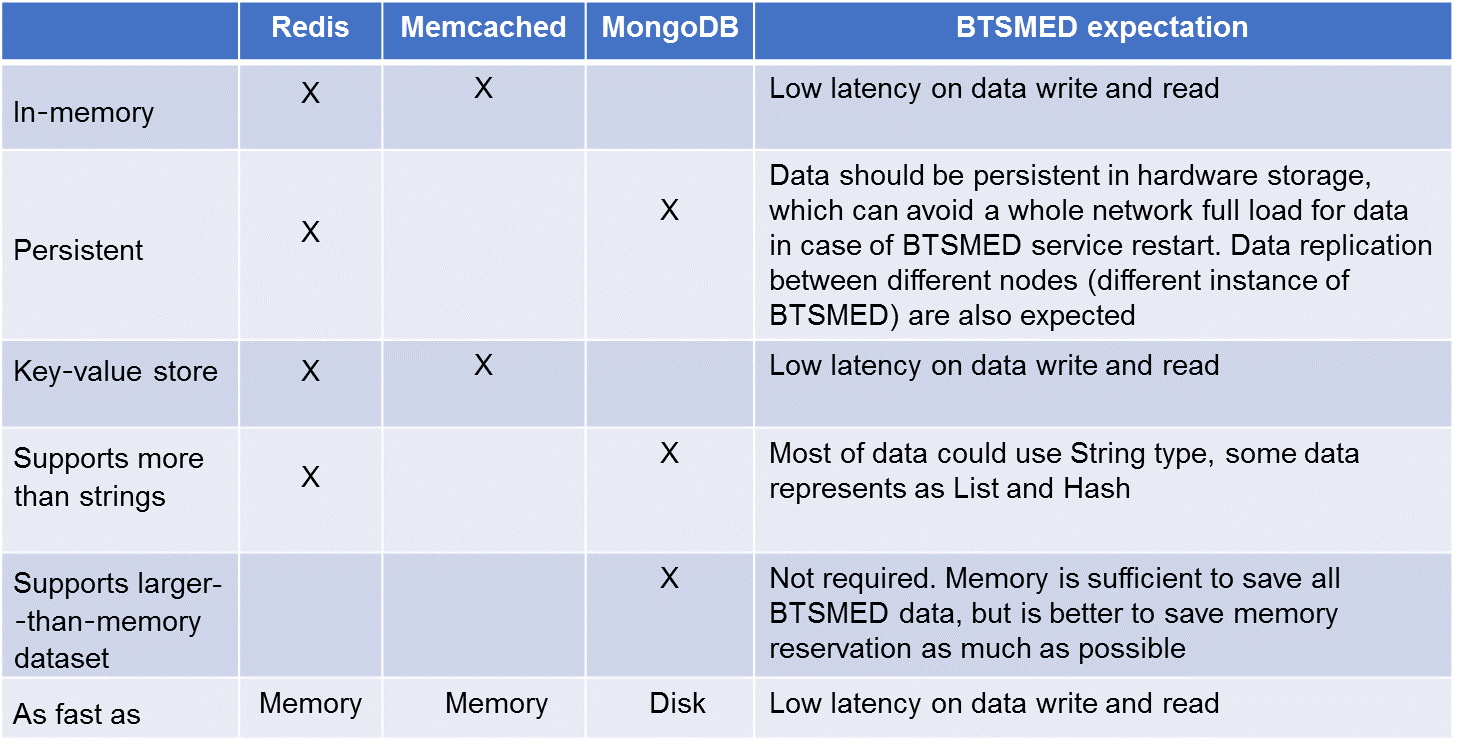 Redis Memcached MongoDB BTSMED expectation
In-memory X X Low latency on data write and read
Persistent X X Data should be persistent in hardware storage,
which can avoid a whole network full load for data
in case of BTSMED service restart. Data replication
between different nodes (different instance of
BTSMED) are also expected
Key-value store X X Low latency on data write and read
Supports more
than strings
X X Most of data could use String type, some data
represents as List and Hash
Supports larger-
-than-memory
dataset
X Not required. Memory is sufficient to save all
BTSMED data, but is better to save memory
reservation as much as possible
As fast as Memory Memory Disk Low latency on data write and read